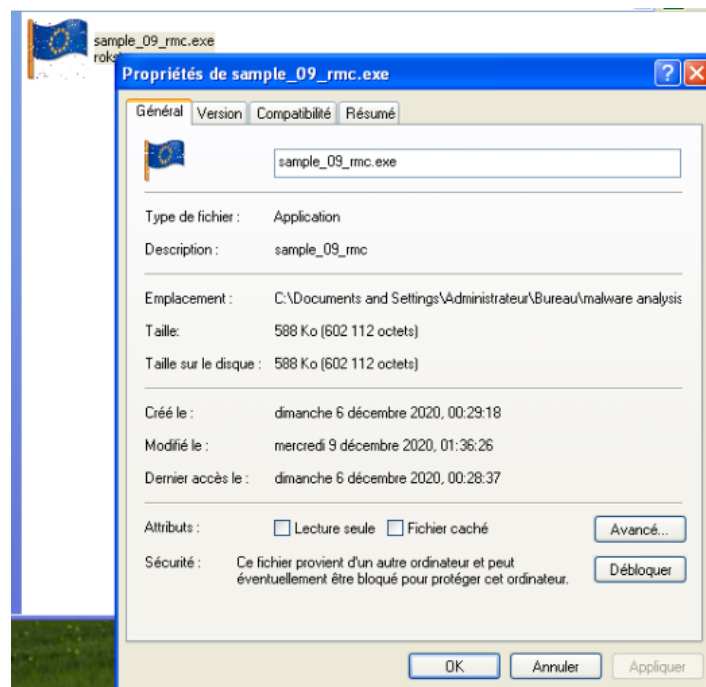 sample_09_rmc.exe
Propriétés de sample_09_rmc.exe
Général Version Compatibilité Résumé
sample_09_rmc.exe
Type de fichier : Application
Description : sample_09_rmc
Emplacement : C:\Documents and Settings\Administrateur\Bureau\malware analysis
Taille: 588 Ko (602 112 octets)
Taille sur le disque : 588 Ko (602 112 octets)
Créé le : dimanche 6 décembre 2020, 00:29:18
Modifié le : mercredi 9 décembre 2020, 01:36:26
Dernier accès le : dimanche 6 décembre 2020, 00:28:37
Attributs : Lecture seule Fichier caché Avancé...
Sécurité : Ce fichier provient d'un autre ordinateur et peut
éventuellement être bloqué pour protéger cet ordinateur. Débloquer
OK Annuler Appliquer